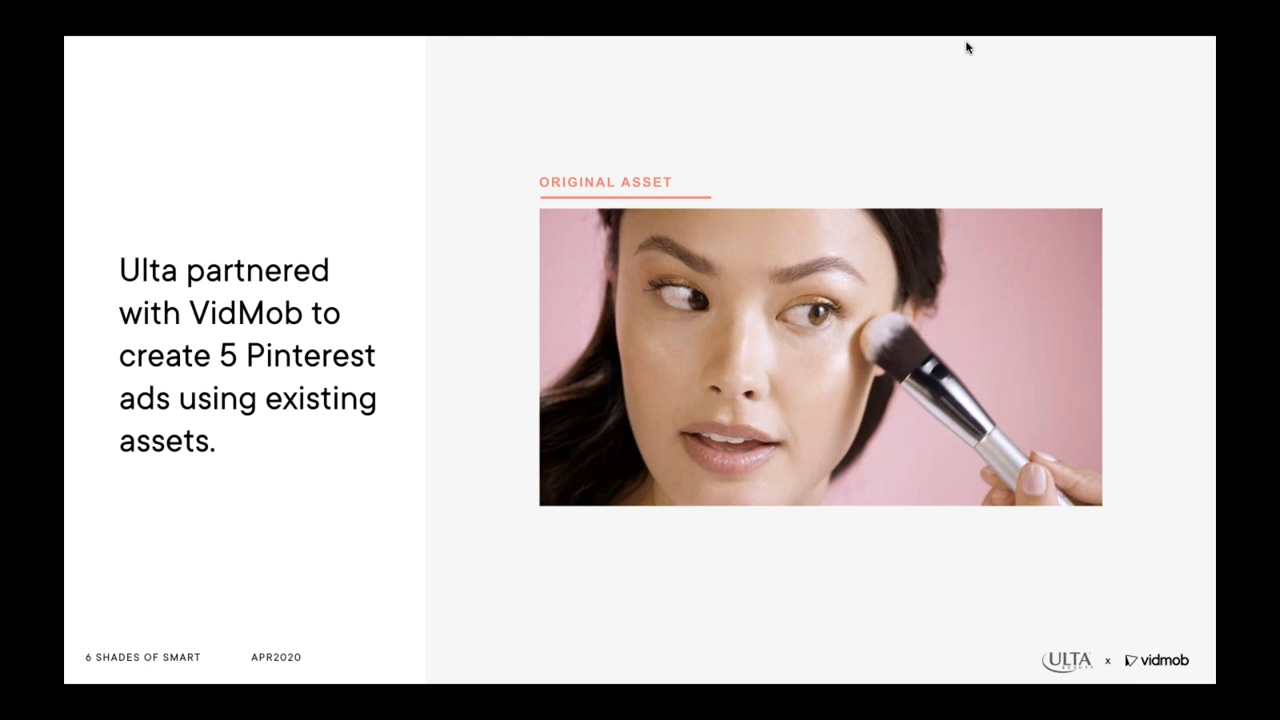 ORIGINAL ASSET
Ulta partnered
with VidMob to
create 5 Pinterest
ads using existing
assets.
6 SHADES OF SMART
APR2020
ULTA
BEAUTY
x
vidmob